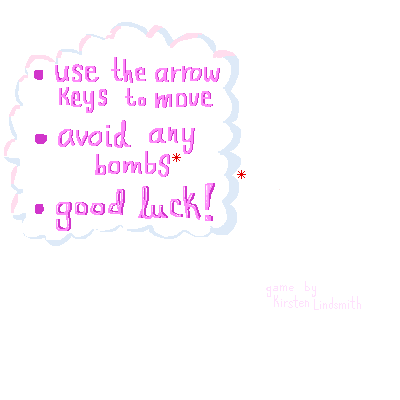 use the arrow
keys to move
avoid any
bombs*
good luck!
*
game by
Kirsten Lindsmith